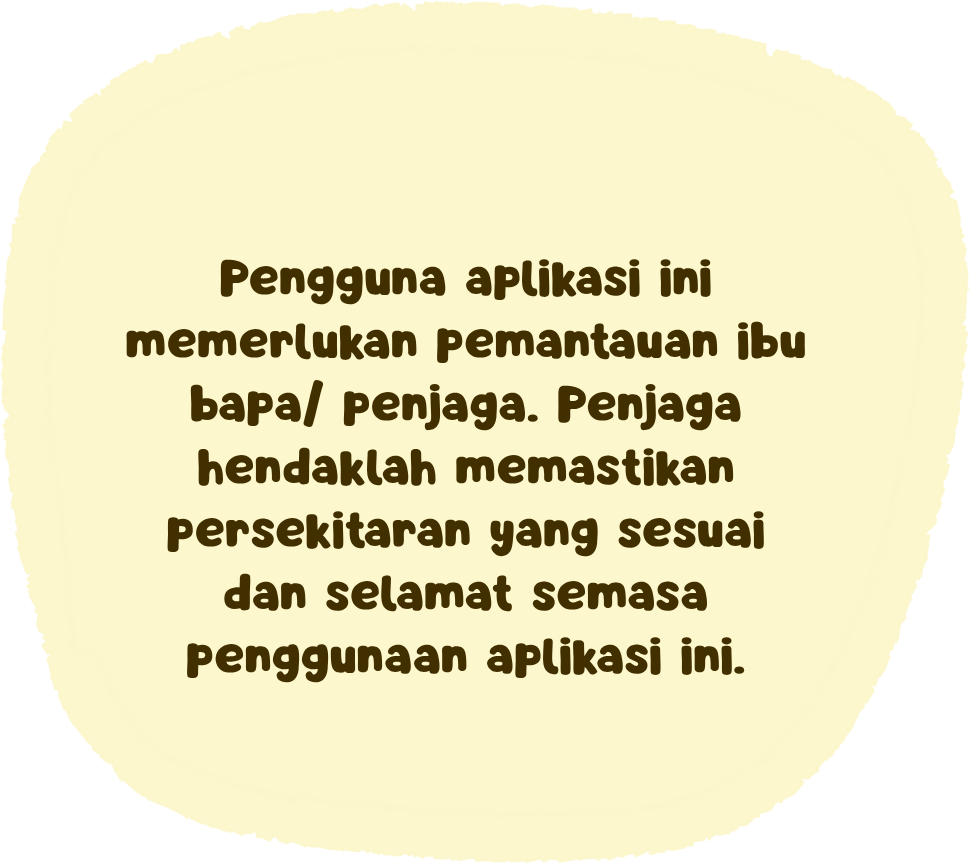 Pengguna aplikasi ini
memerlukan pemantauan ibu
bapa/ penjaga. Penjaga
hendaklah memastikan
persekitaran yang sesuai
dan selamat semasa
penggunaan aplikasi ini.